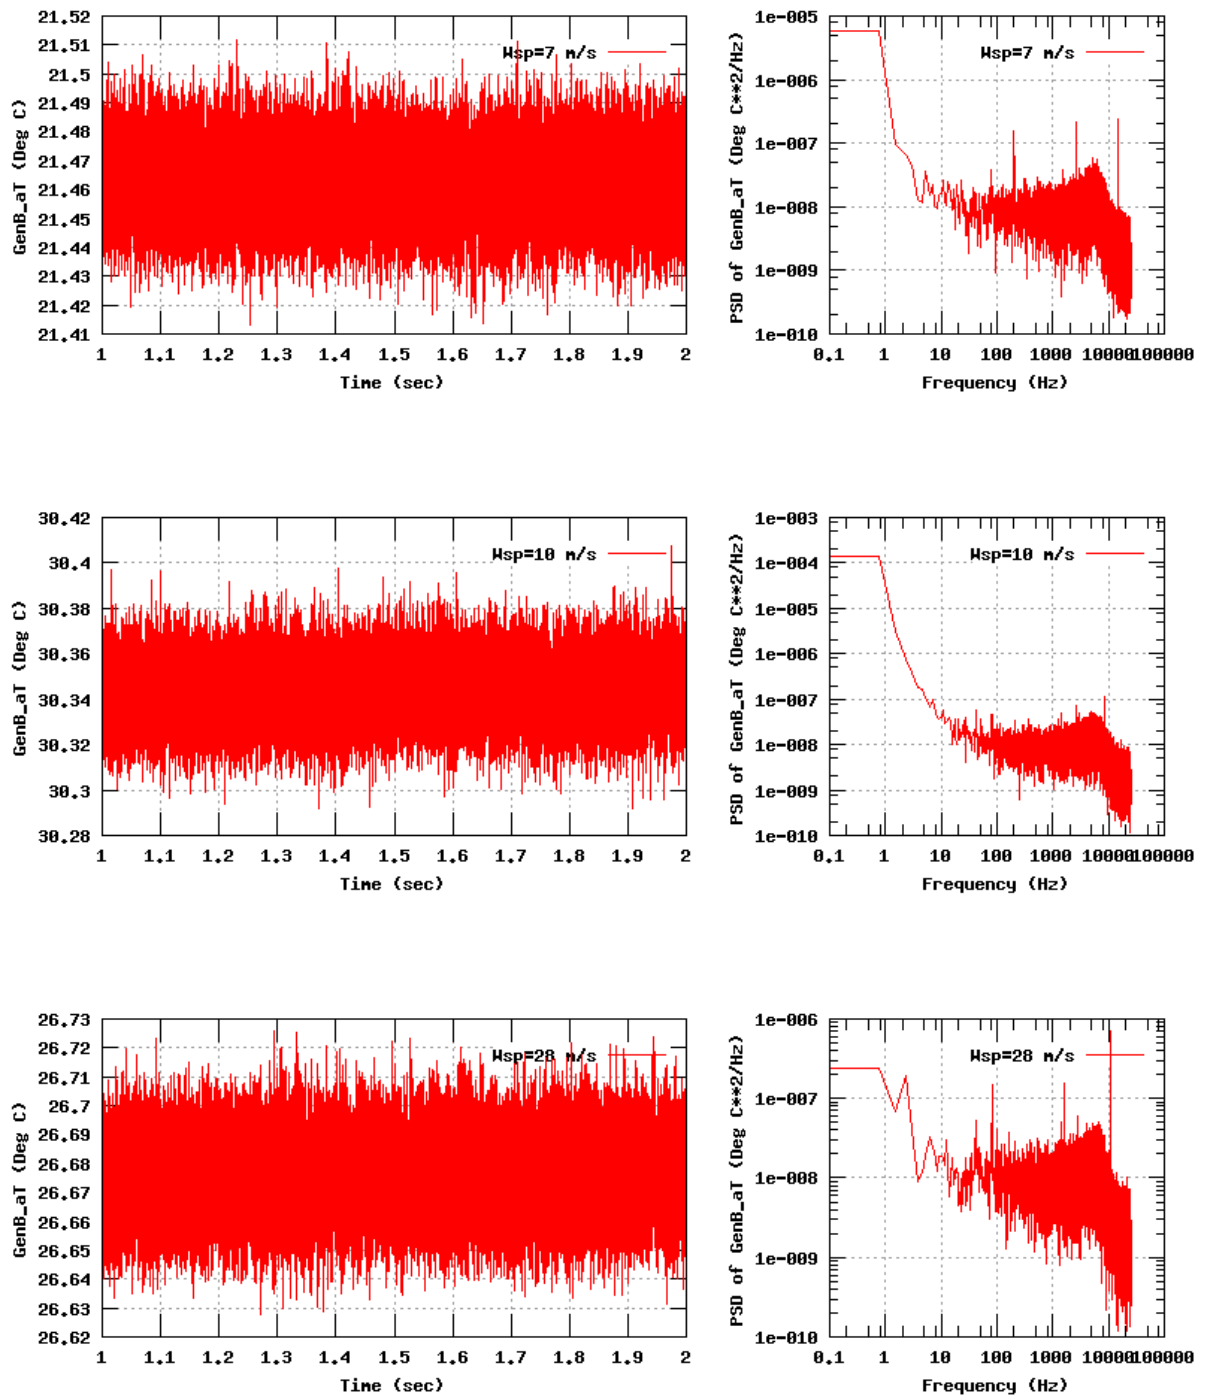 21.52
21.51
21.5
21.49
21.48
21.47
21.46
21.45
21.44
21.43
21.42
21.41
GenB_aT (Deg C)
Wsp=7 m/s
1 1.1 1.2 1.3 1.4 1.5 1.6 1.7 1.8 1.9 2
Time (sec)
1e-005
1e-006
1e-007
1e-008
1e-009
1e-010
PSD of GenB_aT (Deg C**2/Hz)
Wsp=7 m/s
0.1 1 10 100 1000 10000 100000
Frequency (Hz)
30.42
30.4
30.38
30.36
30.34
30.32
30.3
30.28
GenB_aT (Deg C)
Wsp=10 m/s
1 1.1 1.2 1.3 1.4 1.5 1.6 1.7 1.8 1.9 2
Time (sec)
1e-003
1e-004
1e-005
1e-006
1e-007
1e-008
1e-009
1e-010
PSD of GenB_aT (Deg C**2/Hz)
Wsp=10 m/s
0.1 1 10 100 1000 10000 100000
Frequency (Hz)
26.73
26.72
26.71
26.7
26.69
26.68
26.67
26.66
26.65
26.64
26.63
26.62
GenB_aT (Deg C)
Wsp=28 m/s
1 1.1 1.2 1.3 1.4 1.5 1.6 1.7 1.8 1.9 2
Time (sec)
1e-006
1e-007
1e-008
1e-009
1e-010
PSD of GenB_aT (Deg C**2/Hz)
Wsp=28 m/s
0.1 1 10 100 1000 10000 100000
Frequency (Hz)